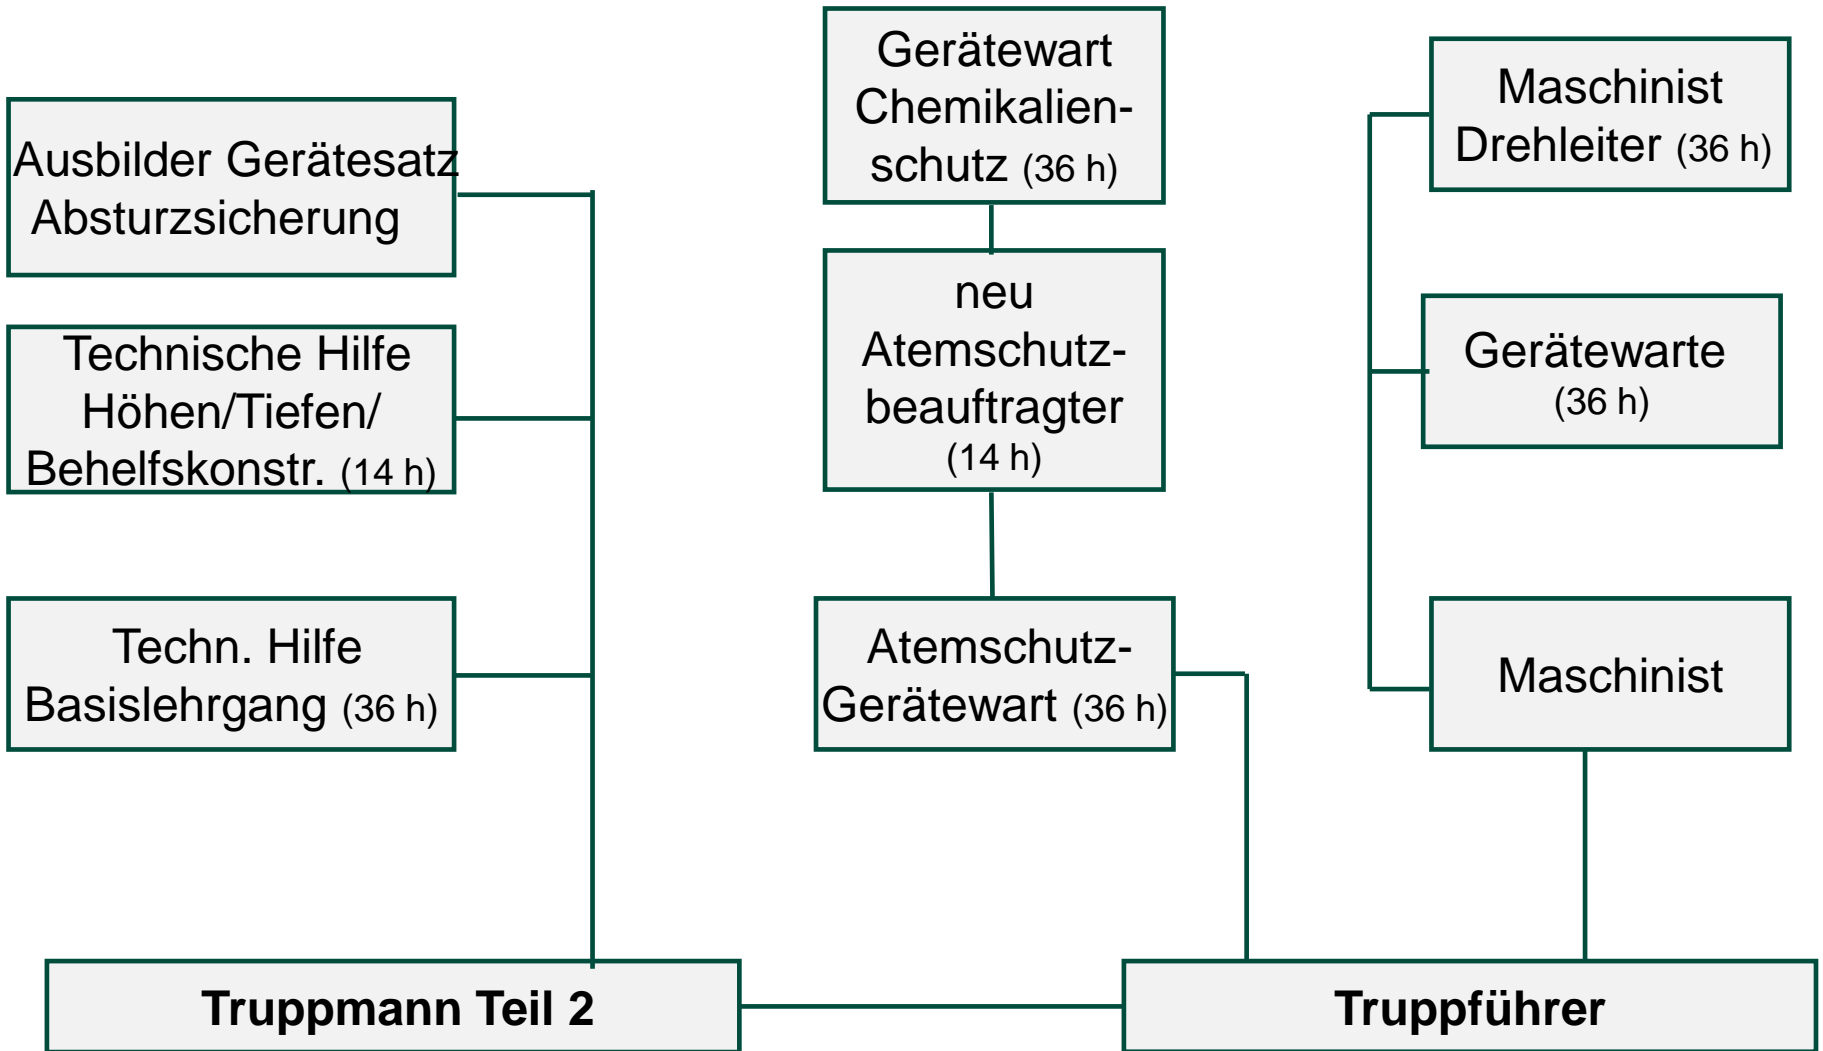 Ausbilder Gerätesatz
Absturzsicherung
Technische Hilfe
Höhen/Tiefen/
Behelfskonstr. (14 h)
Techn. Hilfe
Basislehrgang (36 h)
Gerätewart
Chemikalien-
schutz (36 h)
neu
Atemschutz-
beauftragter
(14 h)
Atemschutz-
Gerätewart (36 h)
Maschinist
Drehleiter (36 h)
Gerätewarte
(36 h)
Maschinist
Truppmann Teil 2
Truppführer